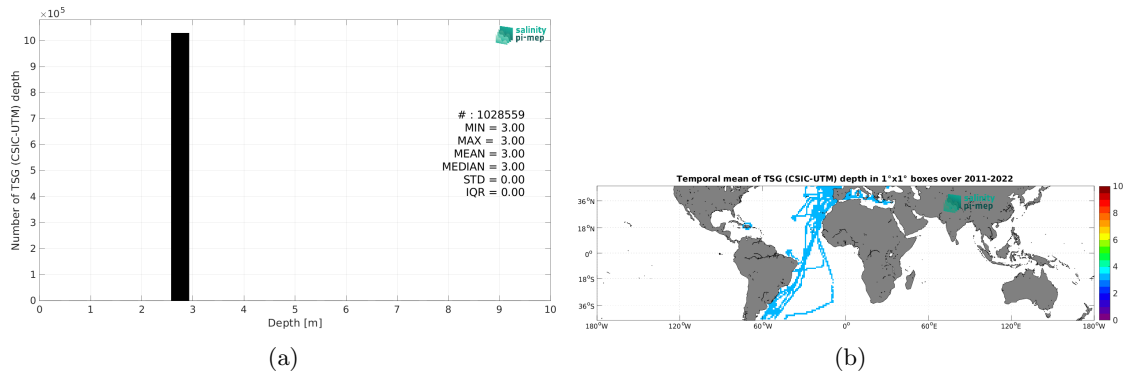 ×10⁵
10
9
8
7
6
5
4
3
2
1
0
Number of TSG (CSIC-UTM) depth
salinity
pi-mep
# : 1028559
MIN = 3.00
MAX = 3.00
MEAN = 3.00
MEDIAN = 3.00
STD = 0.00
IQR = 0.00
0 1 2 3 4 5 6 7 8 9 10
Depth [m]
(a)
Temporal mean of TSG (CSIC-UTM) depth in 1°x1° boxes over 2011-2022
salinity
pi-mep
36°N
18°N
0°
18°S
36°S
180°W 120°W 60°W 0° 60°E 120°E 180°W
10
8
6
4
2
0
(b)